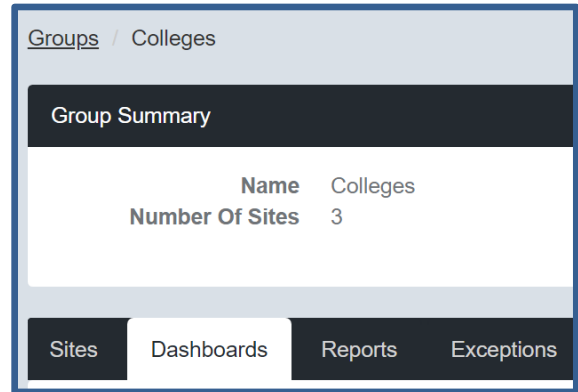 Groups / Colleges
Group Summary
Name Colleges
Number Of Sites 3
Sites Dashboards Reports Exceptions